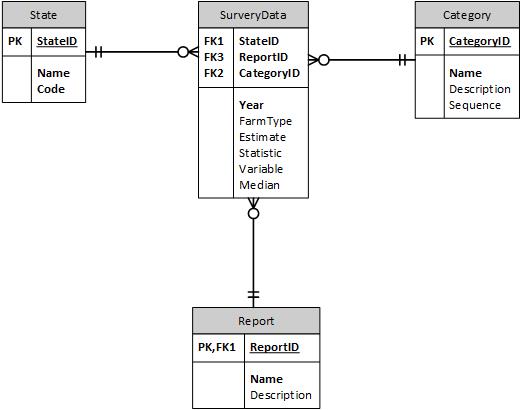 State
PK StateID
Name
Code
SurveryData
FK1 StateID
FK3 ReportID
FK2 CategoryID
Year
FarmType
Estimate
Statistic
Variable
Median
Category
PK CategoryID
Name
Description
Sequence
Report
PK,FK1 ReportID
Name
Description